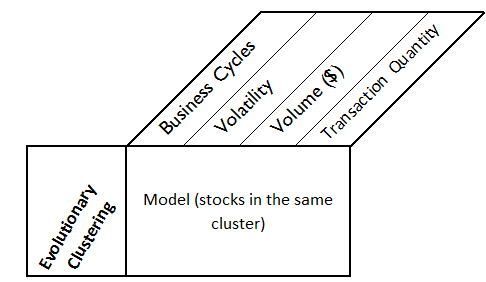 Business Cycles
Volatility
Volume ($)
Transaction Quantity
Evolutionary
Clustering
Model (stocks in the same
cluster)